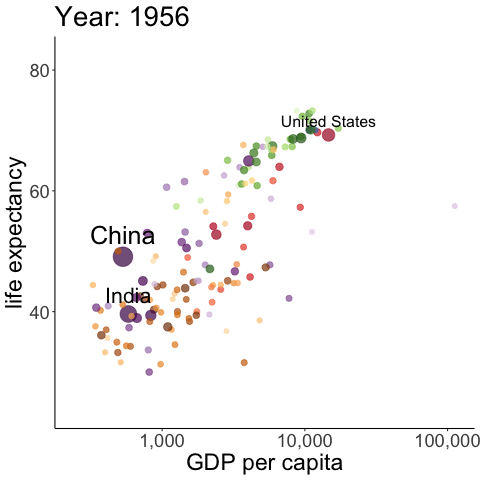 Year: 1956
80
60
40
life expectancy
United States
China
India
1,000
10,000
100,000
GDP per capita